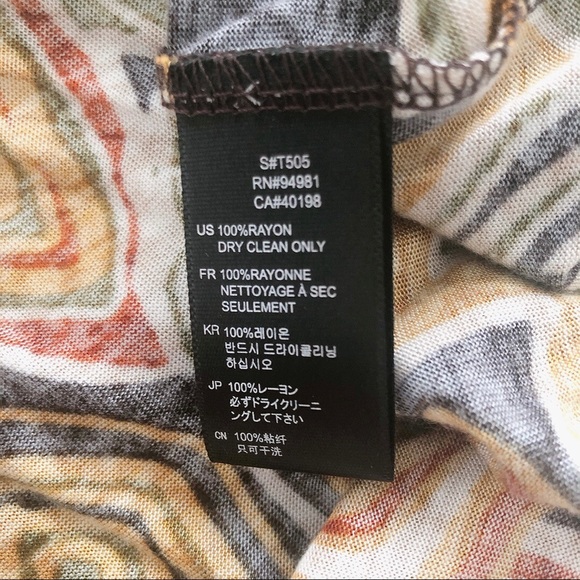 S#T505
RN#94981
CA#40198
US 100%RAYON
DRY CLEAN ONLY
FR 100%RAYONNE
NETTOYAGE À SEC
SEULEMENT
KR 100%레이온
반드시 드라이클리닝
하십시오
JP 100%レーヨン
必ずドライクリーニ
ングして下さい
CN 100%粘纤
只可干洗